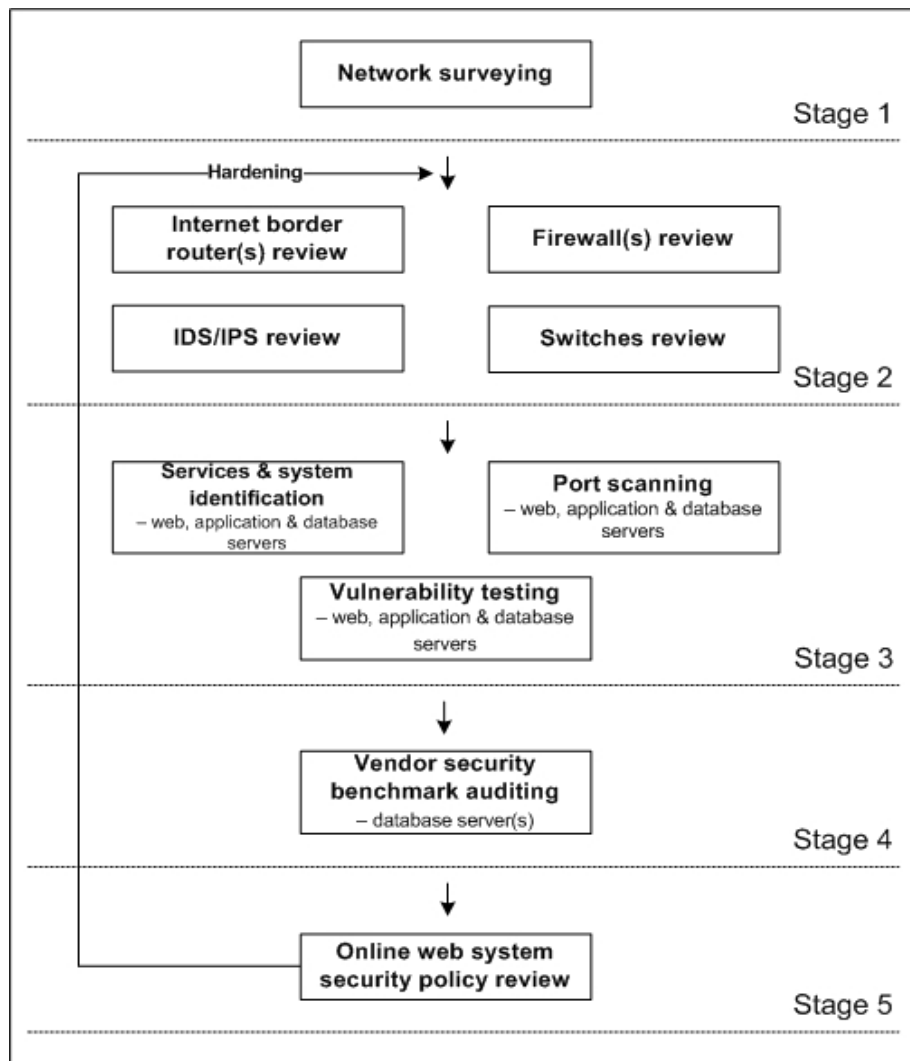 Network surveying
Stage 1
Hardening
Internet border
router(s) review
Firewall(s) review
IDS/IPS review
Switches review
Stage 2
Services & system
identification
– web, application & database
servers
Port scanning
– web, application & database
servers
Vulnerability testing
– web, application & database
servers
Stage 3
Vendor security
benchmark auditing
– database server(s)
Stage 4
Online web system
security policy review
Stage 5